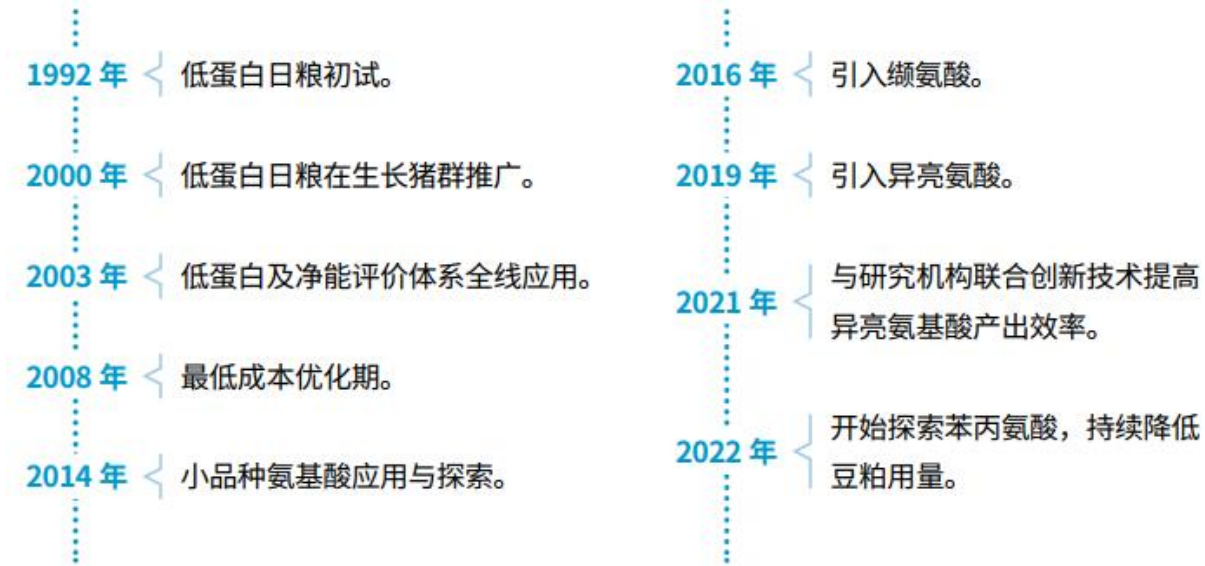 1992 年 低蛋白日粮初试。
2000 年 低蛋白日粮在生长猪群推广。
2003 年 低蛋白及净能评价体系全线应用。
2008 年 最低成本优化期。
2014 年 小品种氨基酸应用与探索。
2016 年 引入缬氨酸。
2019 年 引入异亮氨酸。
2021 年 与研究机构联合创新技术提高
异亮氨基酸产出效率。
2022 年 开始探索苯丙氨酸，持续降低
豆粕用量。